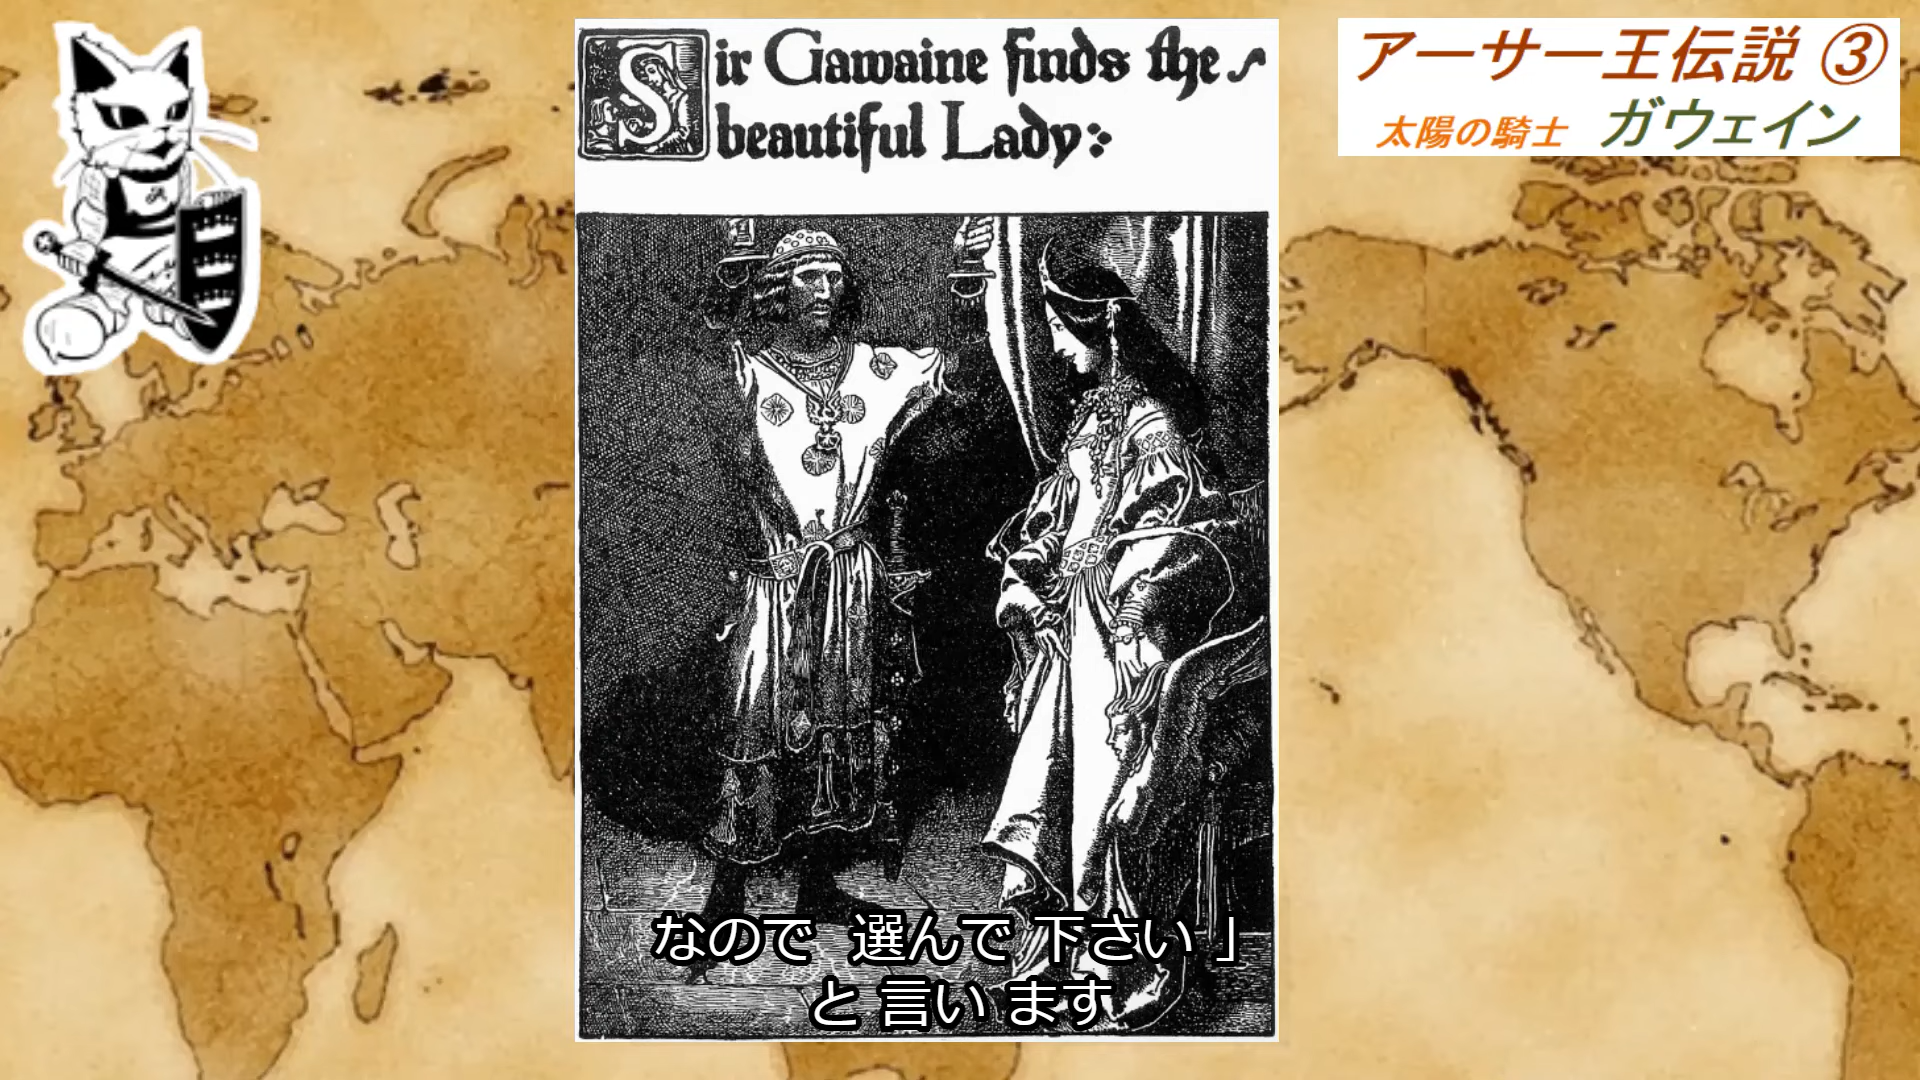 Sir Gawaine finds the
beautiful Lady:
アーサー王伝説 ③
太陽の騎士 ガウェイン
なので 選んで 下さい 」
と 言い ます